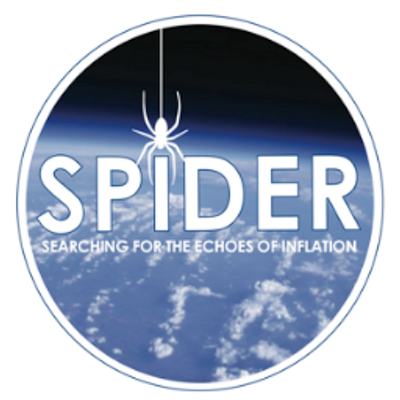 SPIDER
SEARCHING FOR THE ECHOES OF INFLATION